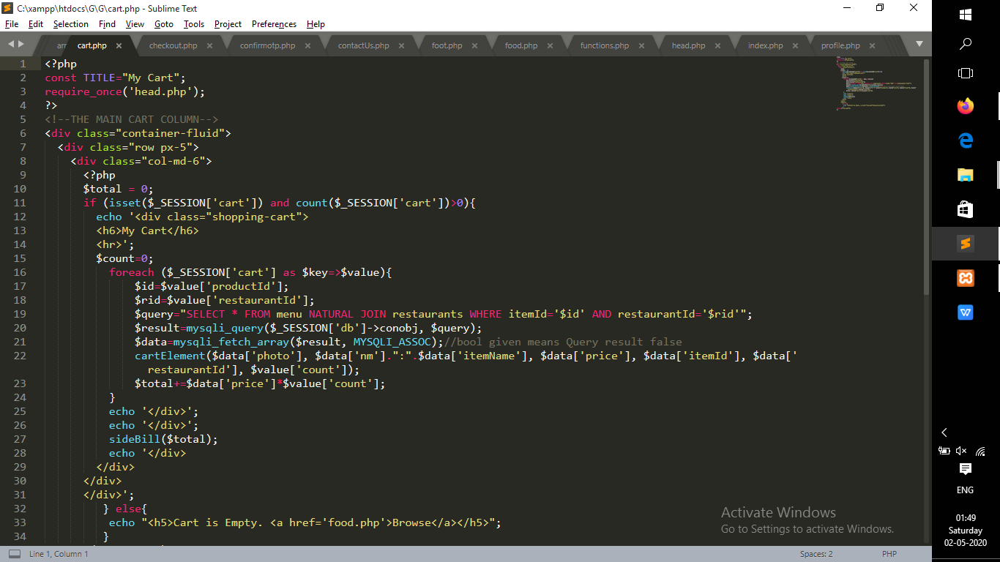 C:\xampp\htdocs\G\G\cart.php - Sublime Text
File Edit Selection Find View Goto Tools Project Preferences Help
cart.php checkout.php confirmotp.php contactUs.php foot.php food.php functions.php head.php index.php profile.php
1 <?php
2 const TITLE="My Cart";
3 require_once('head.php');
4 ?>
5 <!--THE MAIN CART COLUMN-->
6 <div class="container-fluid">
7 <div class="row px-5">
8 <div class="col-md-6">
9 <?php
10 $total = 0;
11 if (isset($_SESSION['cart']) and count($_SESSION['cart'])>0){
12 echo '<div class="shopping-cart">
13 <h6>My Cart</h6>
14 <hr>';
15 $count=0;
16 foreach ($_SESSION['cart'] as $key=>$value){
17 $id=$value['productId'];
18 $rid=$value['restaurantId'];
19 $query="SELECT * FROM menu NATURAL JOIN restaurants WHERE itemId='$id' AND restaurantId='$rid'";
20 $result=mysqli_query($_SESSION['db']->conobj, $query);
21 $data=mysqli_fetch_array($result, MYSQLI_ASSOC);//bool given means Query result false
22 cartElement($data['photo'], $data['nm'].":".$data['itemName'], $data['price'], $data['itemId'], $data['
restaurantId'], $value['count']);
23 $total+=$data['price']*$value['count'];
24 }
25 echo '</div>';
26 echo '</div>';
27 sideBill($total);
28 echo '</div>
29 </div>
30 </div>
31 </div>';
32 } else{
33 echo "<h5>Cart is Empty. <a href='food.php'>Browse</a></h5>";
34 }
Activate Windows
Go to Settings to activate Windows.
Line 1, Column 1 Spaces: 2 PHP
ENG
01:49
Saturday
02-05-2020